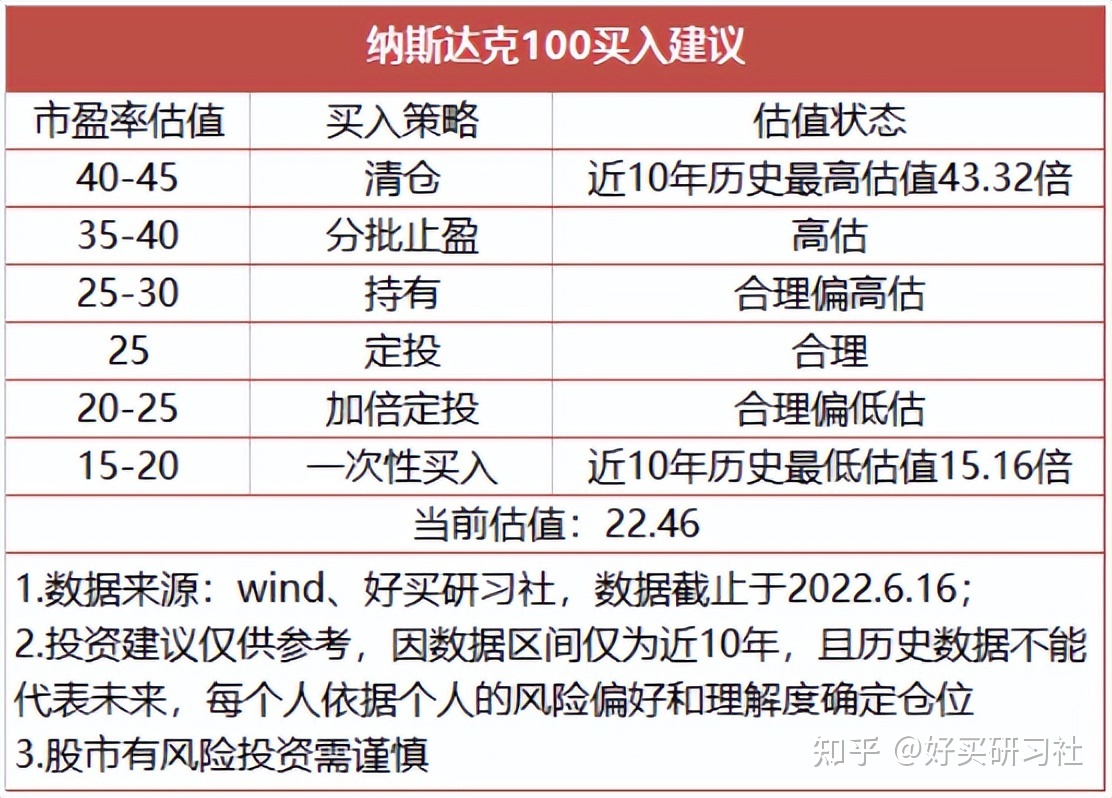 纳斯达克100买入建议
市盈率估值 买入策略 估值状态
40-45 清仓 近10年历史最高估值43.32倍
35-40 分批止盈 高估
25-30 持有 合理偏高估
25 定投 合理
20-25 加倍定投 合理偏低估
15-20 一次性买入 近10年历史最低估值15.16倍
当前估值：22.46
1.数据来源：wind、好买研习社，数据截止于2022.6.16；
2.投资建议仅供参考，因数据区间仅为近10年，且历史数据不能
代表未来，每个人依据个人的风险偏好和理解度确定仓位
3.股市有风险投资需谨慎
知乎 @好买研习社